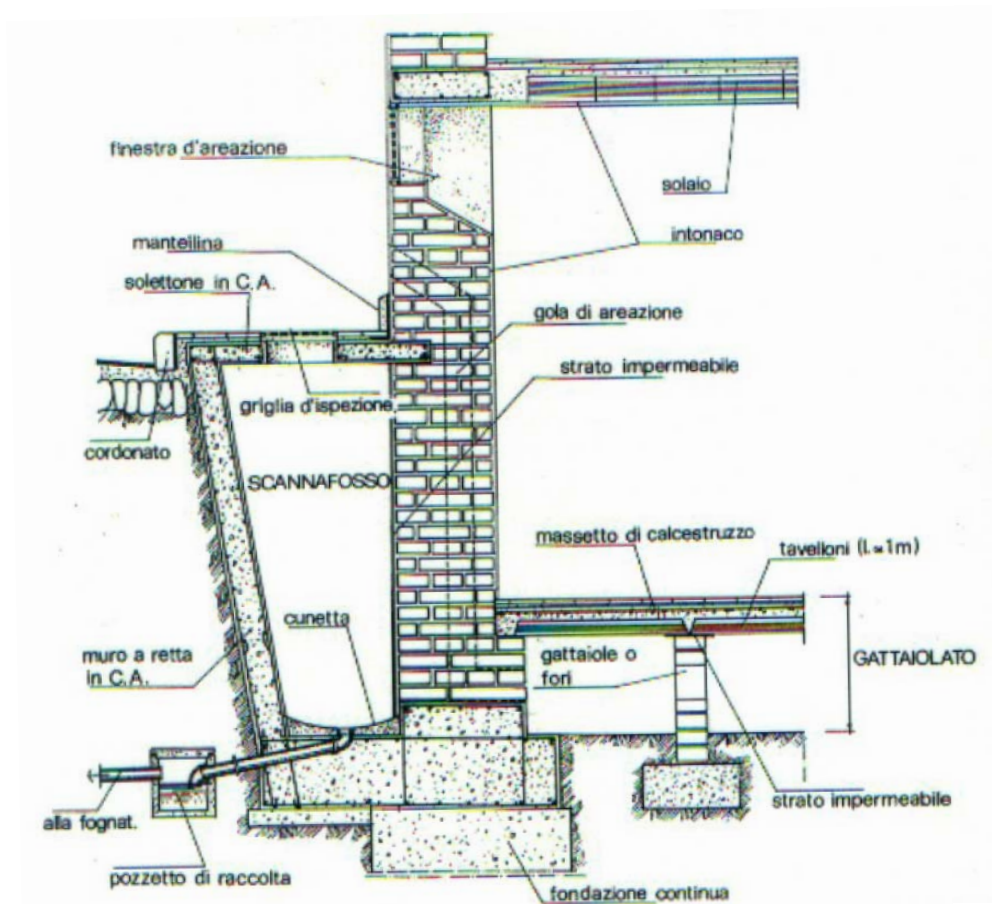 finestra d'areazione
solaio
mantellina
intonaco
solettone in C.A.
gola di areazione
strato impermeabile
griglia d'ispezione
cordonato
SCANNAFOSSO
massetto di calcestruzzo
tavelloni (l.≃1m)
cunetta
muro a retta
in C.A.
gattaiole o
fori
GATTAIOLATO
alla fognat.
strato impermeabile
pozzetto di raccolta
fondazione continua